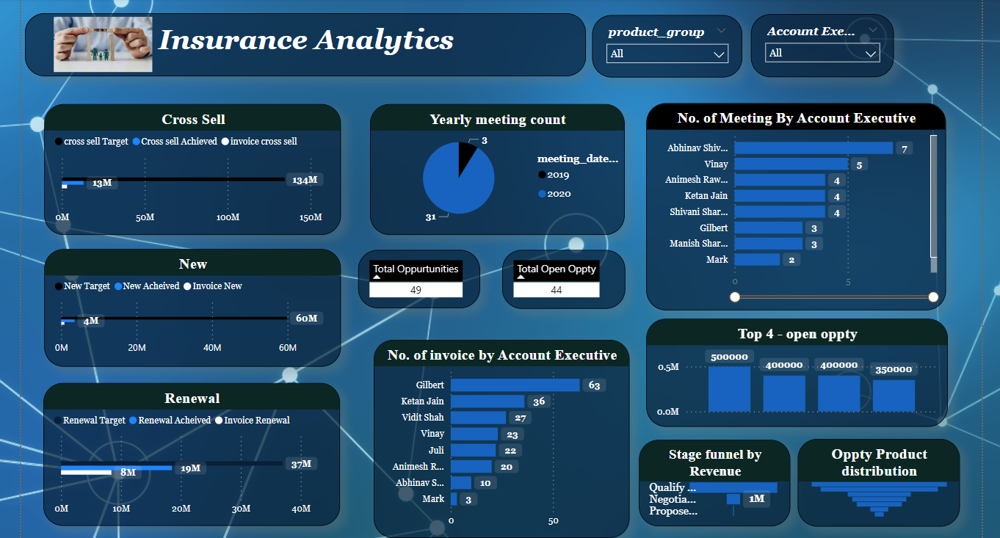 Insurance Analytics
product_group
All
Account Exe...
All
Cross Sell
cross sell Target Cross sell Achieved invoice cross sell
134M
13M
0M 50M 100M 150M
New
New Target New Acheived Invoice New
60M
4M
0M 20M 40M 60M
Renewal
Renewal Target Renewal Acheived Invoice Renewal
37M
19M
8M
0M 10M 20M 30M 40M
Yearly meeting count
3
31
meeting_date...
2019
2020
Total Oppurtunities
49
Total Open Oppty
44
No. of invoice by Account Executive
Gilbert 63
Ketan Jain 36
Vidit Shah 27
Vinay 23
Juli 22
Animesh R... 20
Abhinav S... 10
Mark 3
0 50
No. of Meeting By Account Executive
Abhinav Shiv... 7
Vinay 5
Animesh Raw... 4
Ketan Jain 4
Shivani Shar... 4
Gilbert 3
Manish Shar... 3
Mark 2
0 5
Top 4 - open oppty
500000 400000 400000 350000
0.5M
0.0M
Stage funnel by
Revenue
Qualify ...
Negotia... 1M
Propose...
Oppty Product
distribution